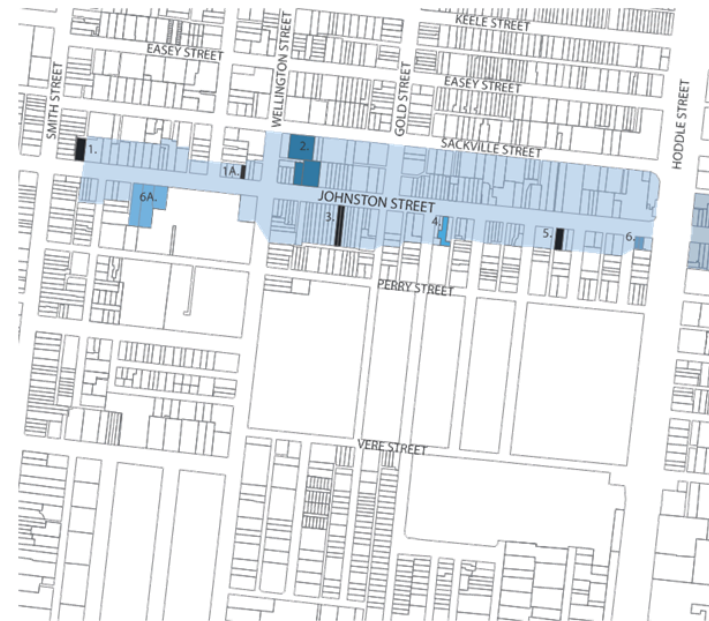 KEELE STREET
EASEY STREET
WELLINGTON STREET
GOLD STREET
EASEY STREET
SMITH STREET
HODDLE STREET
SACKVILLE STREET
1.
2.
1A.
6A.
JOHNSTON STREET
3.
4.
5.
6.
PERRY STREET
VERE STREET